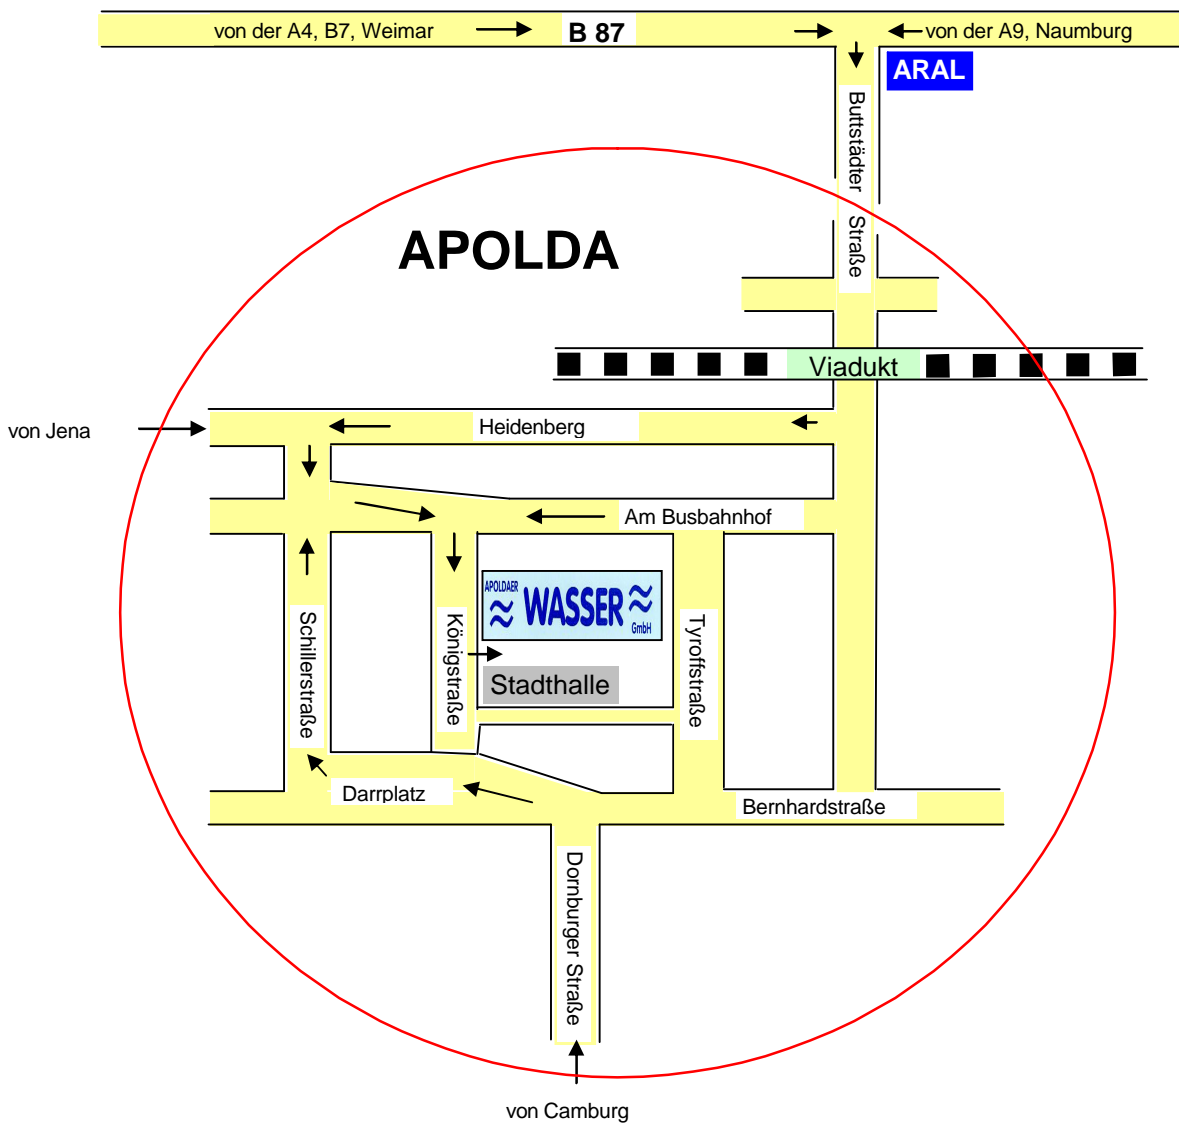 von der A4, B7, Weimar
B 87
von der A9, Naumburg
ARAL
Buttstädter Straße
APOLDA
Viadukt
von Jena
Heidenberg
Am Busbahnhof
APOLDAER
WASSER
GmbH
Schillerstraße
Königstraße
Tyroffstraße
Stadthalle
Darrplatz
Bernhardstraße
Dornburger Straße
von Camburg